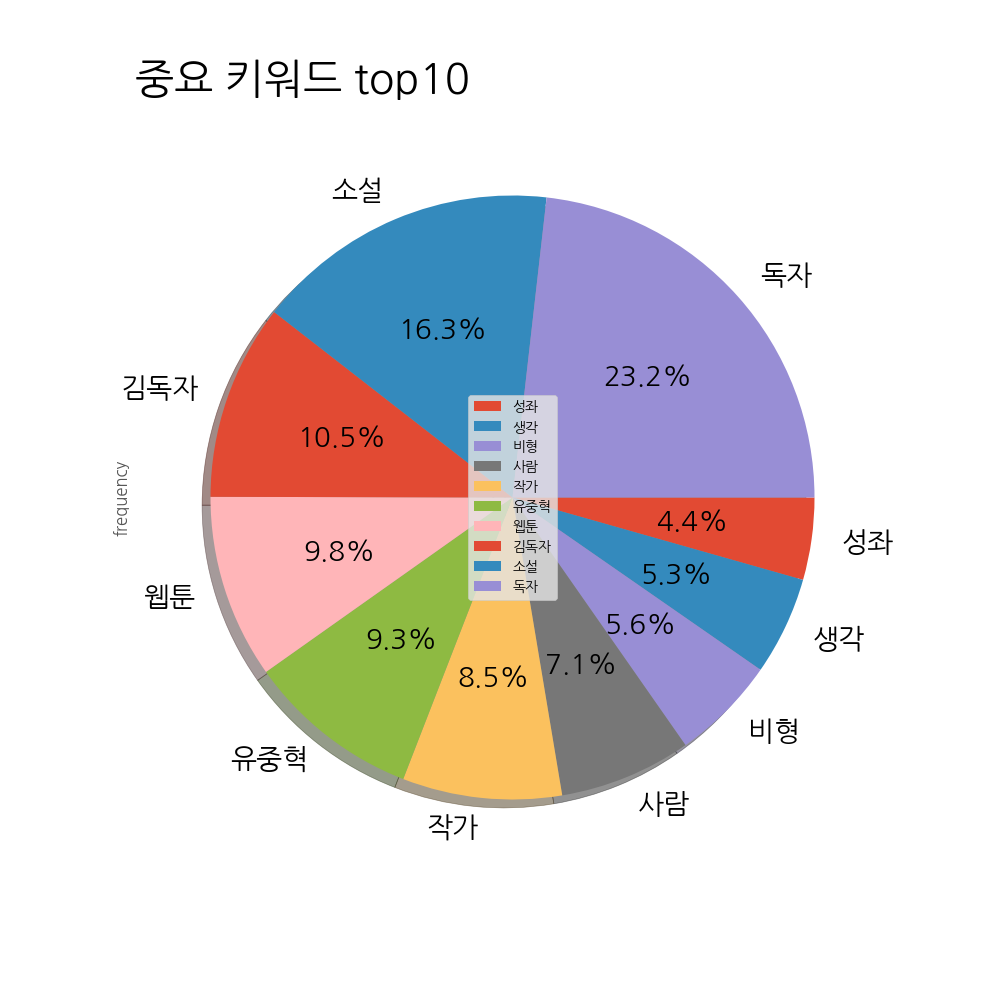 중요 키워드 top10
소설
독자
16.3%
23.2%
김독자
10.5%
frequency
성좌
생각
비형
사람
작가
유중혁
웹툰
김독자
소설
독자
4.4%
성좌
9.8%
5.3%
웹툰
5.6%
생각
9.3%
7.1%
8.5%
비형
유중혁
사람
작가